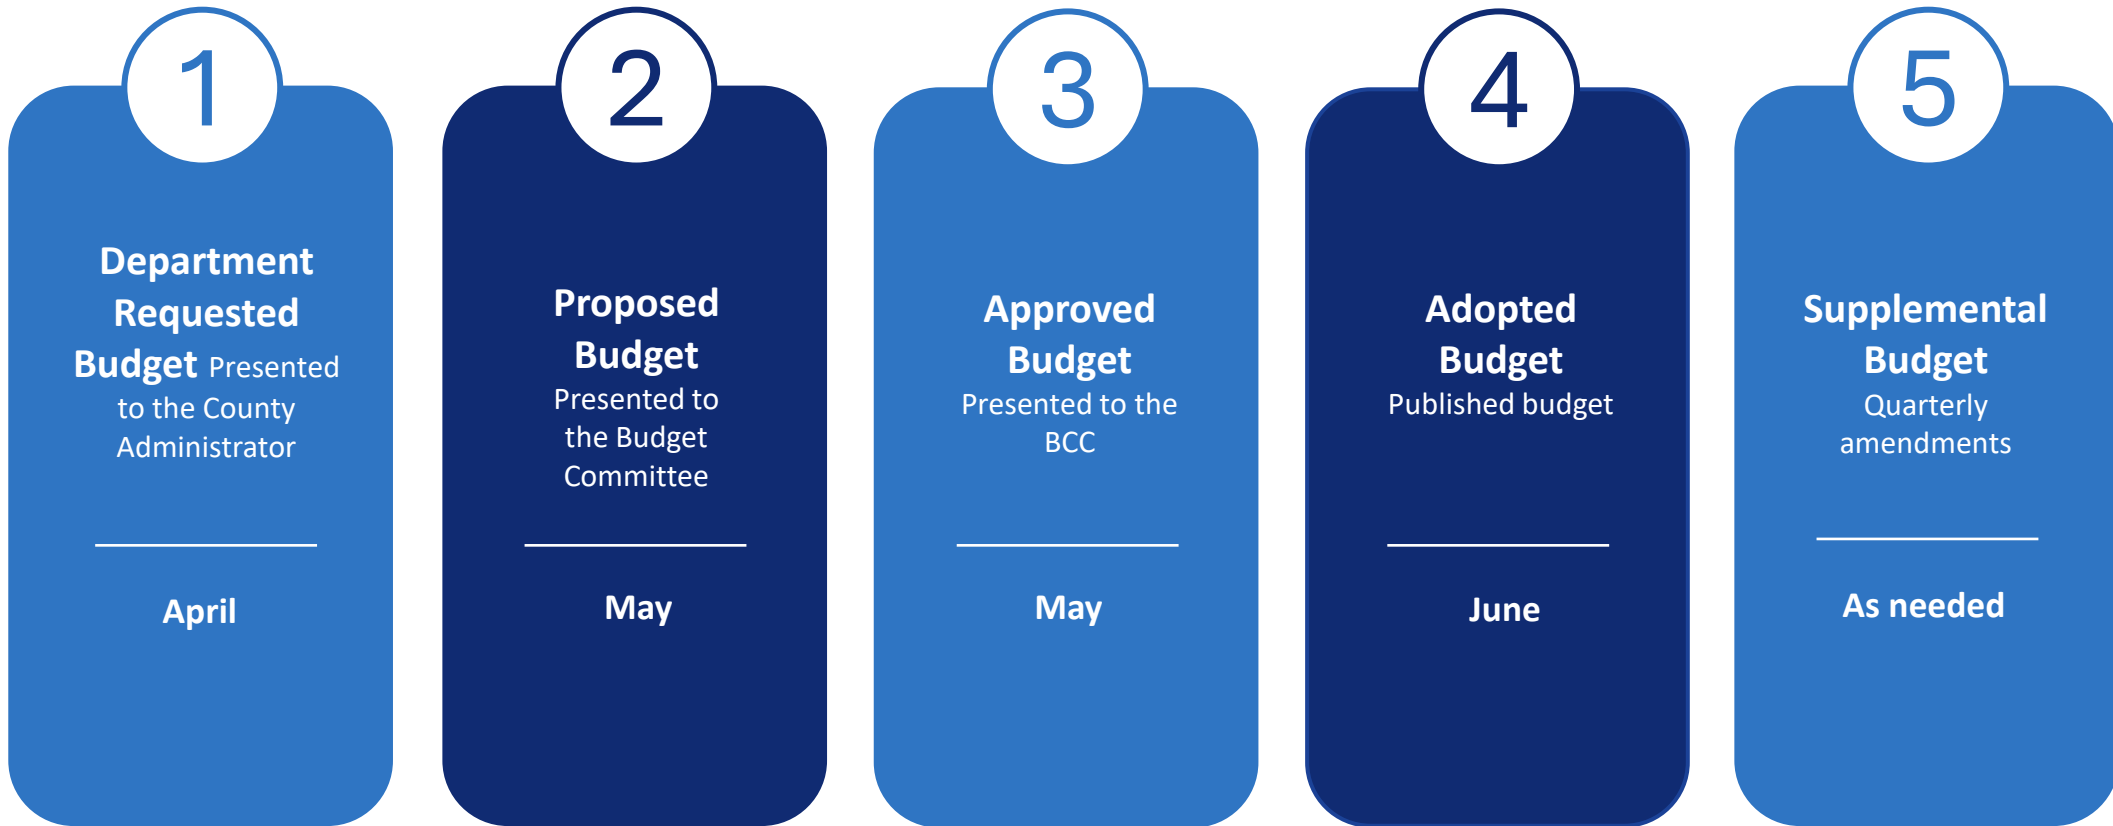 1
Department
Requested
Budget Presented
to the County
Administrator
April
2
Proposed
Budget
Presented to
the Budget
Committee
May
3
Approved
Budget
Presented to the
BCC
May
4
Adopted
Budget
Published budget
June
5
Supplemental
Budget
Quarterly
amendments
As needed